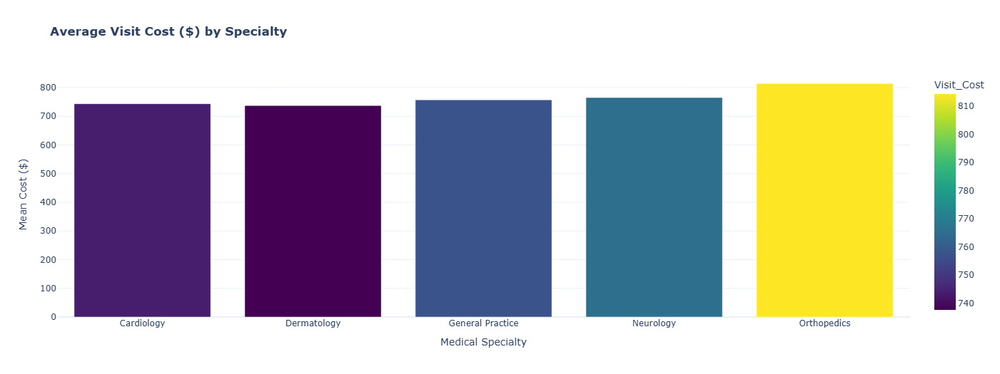 Average Visit Cost ($) by Specialty
Visit_Cost
Mean Cost ($)
800
700
600
500
400
300
200
100
0
Cardiology
Dermatology
General Practice
Neurology
Orthopedics
Medical Specialty
810
800
790
780
770
760
750
740